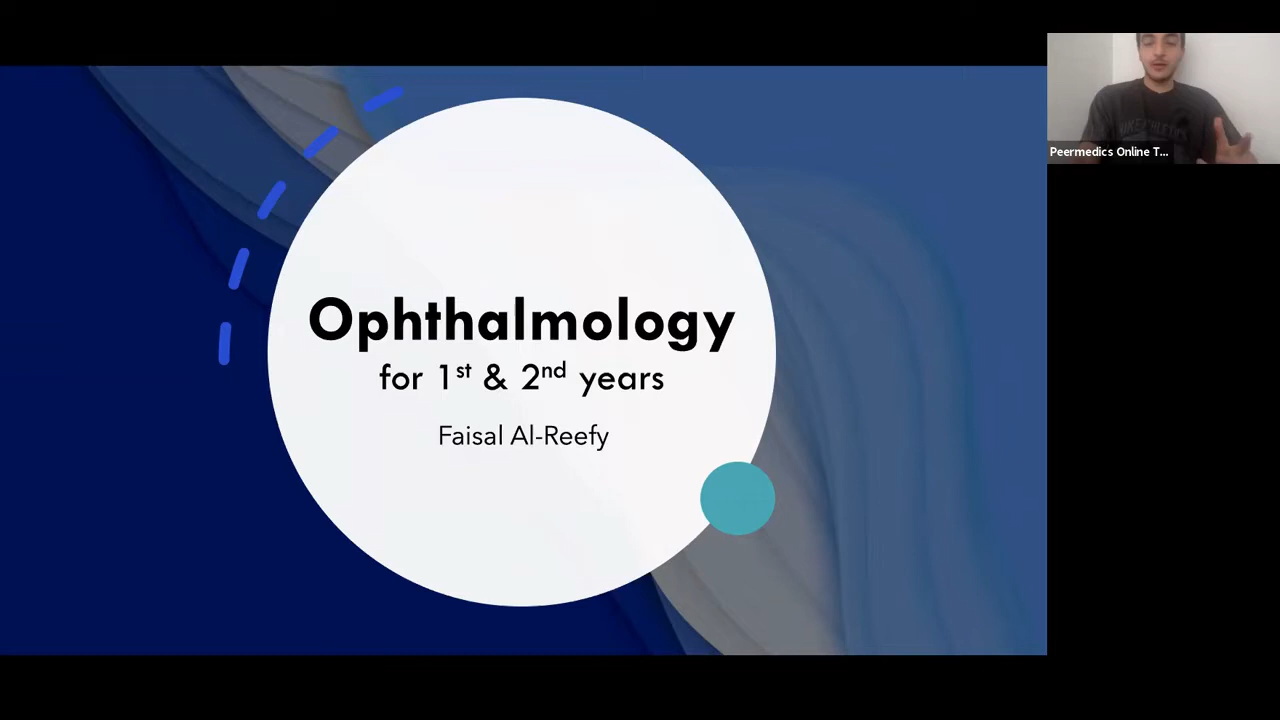 Ophthalmology
for 1st & 2nd years
Faisal Al-Reefy
Peermedics Online T...